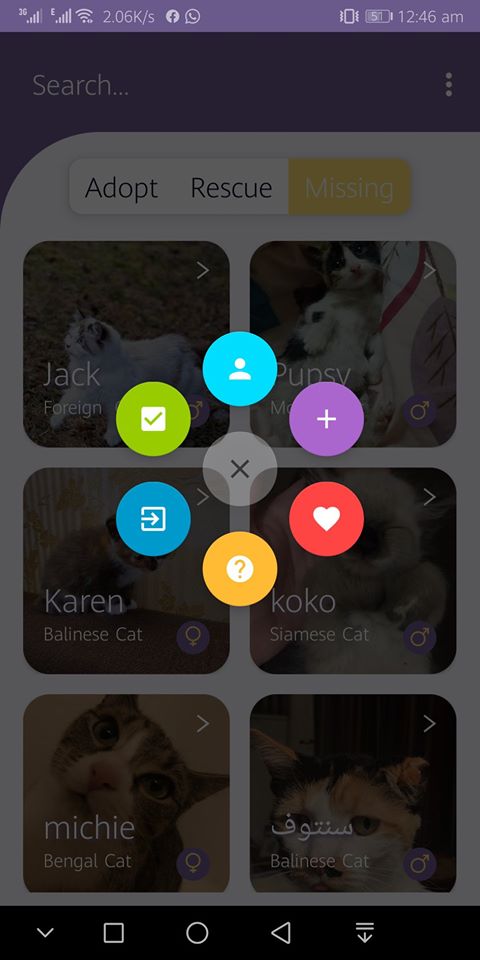 3G E 2.06K/s 51 12:46 am
Search...
Adopt Rescue Missing
Jack
Foreign
Pupsy
Karen
Balinese Cat
koko
Siamese Cat
michie
Bengal Cat
سنتوف
Balinese Cat